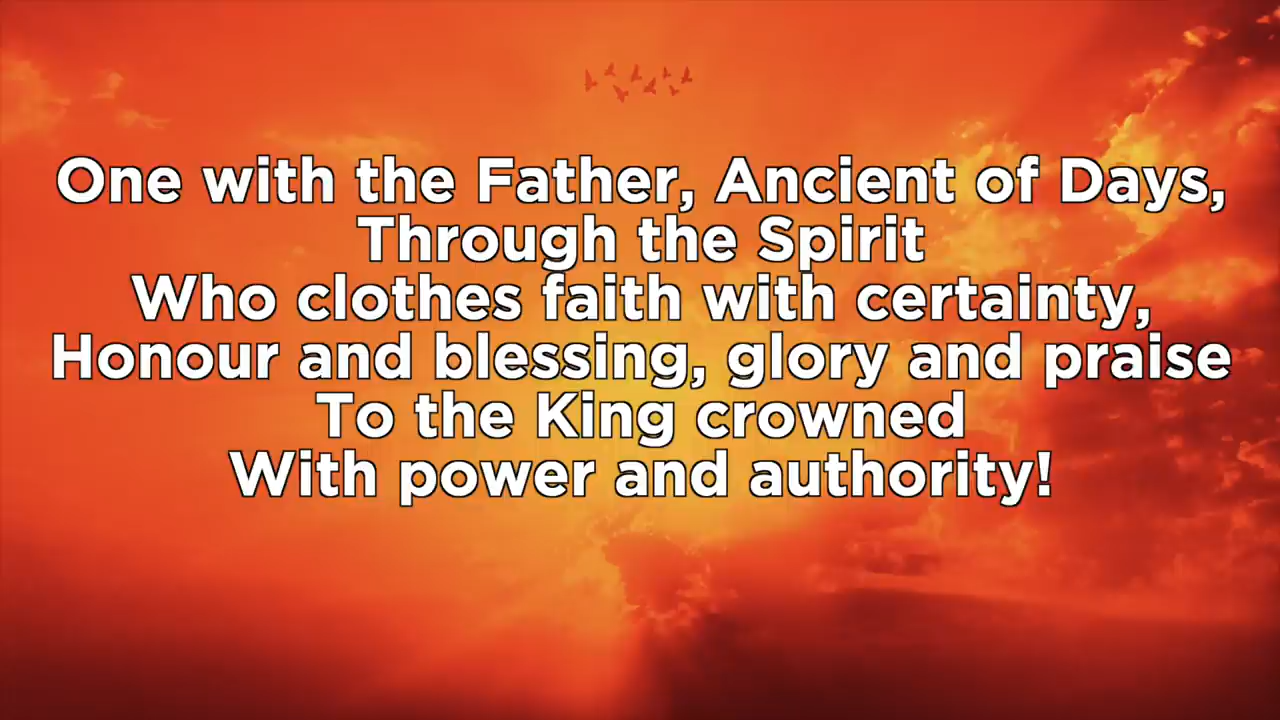 One with the Father, Ancient of Days,
Through the Spirit
Who clothes faith with certainty,
Honour and blessing, glory and praise
To the King crowned
With power and authority!